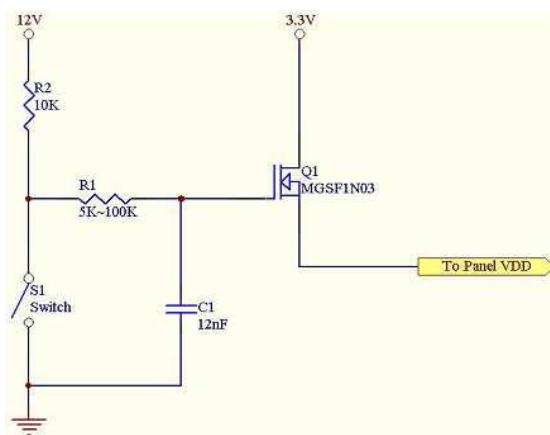 12V
3.3V
R2
10K
R1
5K~100K
Q1
MGSF1N03
To Panel VDD
S1
Switch
C1
12nF